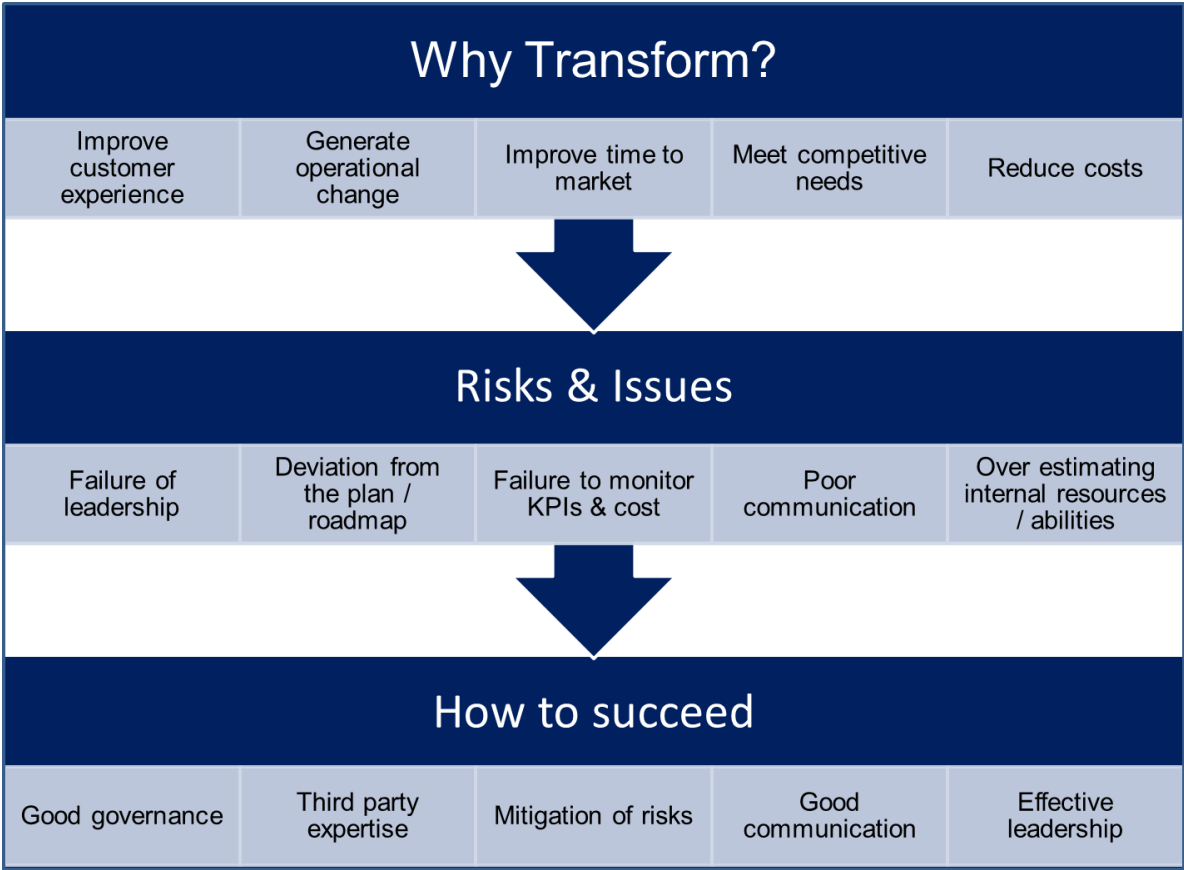 Why Transform?
Improve
customer
experience
Generate
operational
change
Improve time to
market
Meet competitive
needs
Reduce costs
Risks & Issues
Failure of
leadership
Deviation from
the plan /
roadmap
Failure to monitor
KPIs & cost
Poor
communication
Over estimating
internal resources
/ abilities
How to succeed
Good governance
Third party
expertise
Mitigation of risks
Good
communication
Effective
leadership